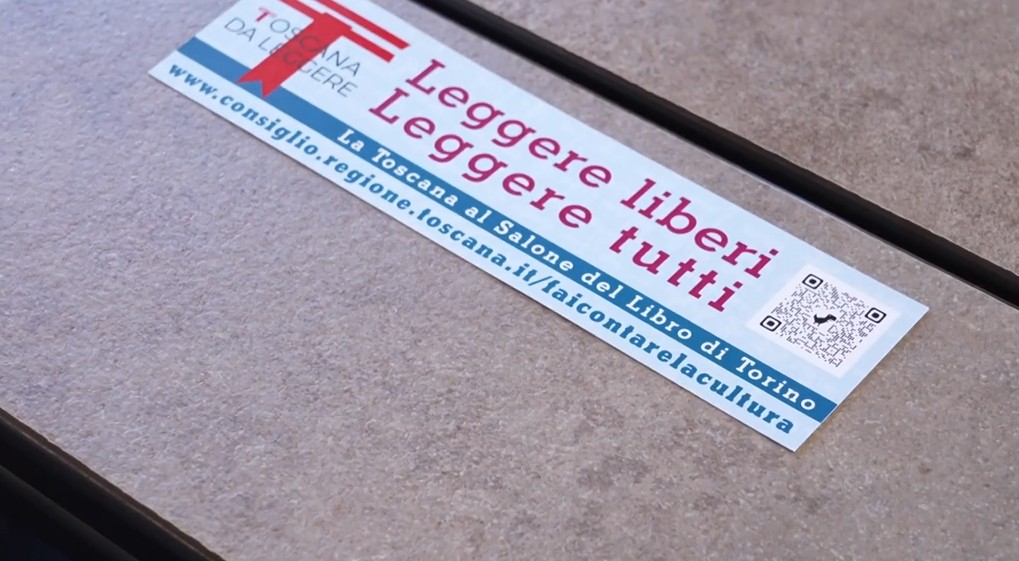 TOSCANA
DA LEGGERE
Leggere liberi
Leggere tutti
La Toscana al Salone del Libro di Torino
www.consiglio.regione.toscana.it/faicontarelacultura